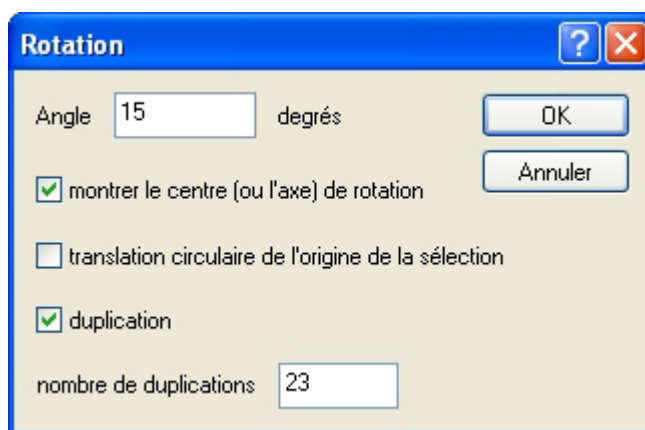 Rotation
Angle 15 degrés OK
Annuler
montrer le centre (ou l'axe) de rotation
translation circulaire de l'origine de la sélection
duplication
nombre de duplications 23